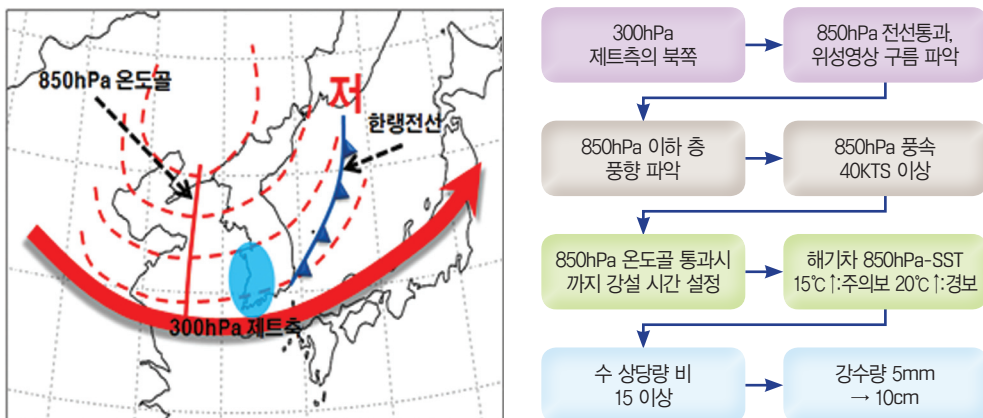 850hPa 온도골
저
한랭전선
300hPa 제트축
300hPa
제트측의 북쪽
850hPa 전선통과,
위성영상 구름 파악
850hPa 이하 층
풍향 파악
850hPa 풍속
40KTS 이상
850hPa 온도골 통과시
까지 강설 시간 설정
해기차 850hPa-SST
15℃↑:주의보 20℃↑:경보
수 상당량 비
15 이상
강수량 5mm
→ 10cm